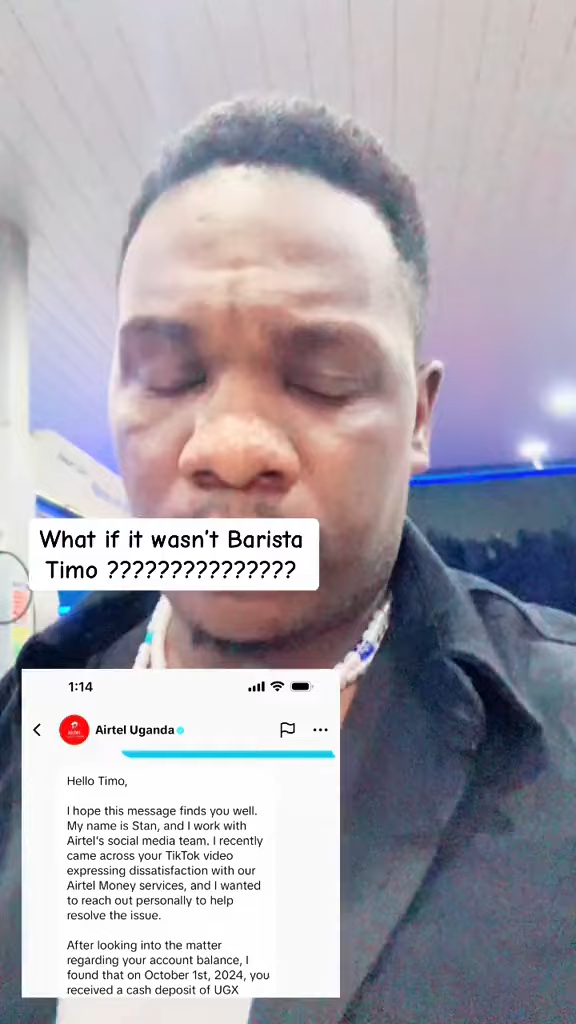 What if it wasn't Barista
Timo ???????????????
1:14
Airtel Uganda
Hello Timo,
I hope this message finds you well.
My name is Stan, and I work with
Airtel's social media team. I recently
came across your TikTok video
expressing dissatisfaction with our
Airtel Money services, and I wanted
to reach out personally to help
resolve the issue.
After looking into the matter
regarding your account balance, I
found that on October 1st, 2024, you
received a cash deposit of UGX